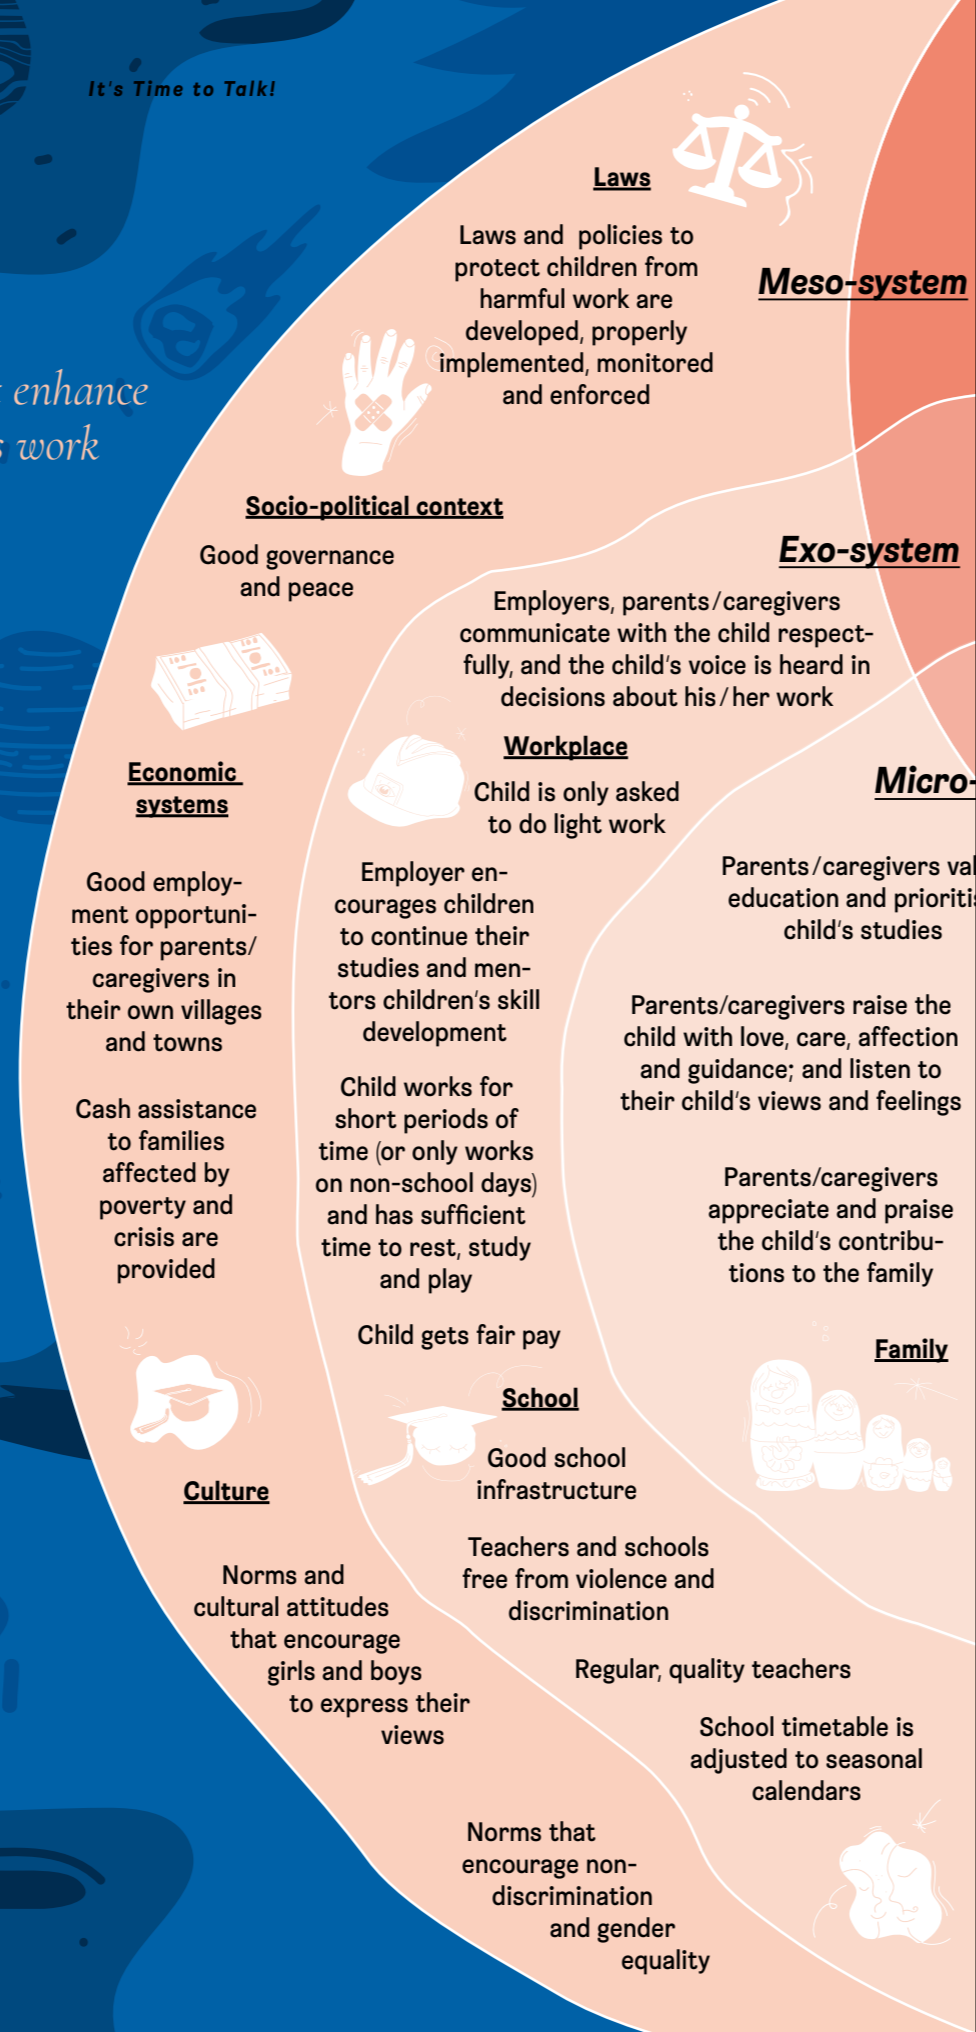 It's Time to Talk!
enhance
work
Laws
Laws and policies to
protect children from
harmful work are
developed, properly
implemented, monitored
and enforced
Meso-system
Socio-political context
Good governance
and peace
Exo-system
Employers, parents/caregivers
communicate with the child respect-
fully, and the child's voice is heard in
decisions about his/her work
Workplace
Child is only asked
to do light work
Employer en-
courages children
to continue their
studies and men-
tors children's skill
development
Child works for
short periods of
time (or only works
on non-school days)
and has sufficient
time to rest, study
and play
Child gets fair pay
School
Good school
infrastructure
Teachers and schools
free from violence and
discrimination
Regular, quality teachers
School timetable is
adjusted to seasonal
calendars
Economic
systems
Good employ-
ment opportuni-
ties for parents/
caregivers in
their own villages
and towns
Cash assistance
to families
affected by
poverty and
crisis are
provided
Culture
Norms and
cultural attitudes
that encourage
girls and boys
to express their
views
Norms that
encourage non-
discrimination
and gender
equality
Micro-
Parents/caregivers
education and
child's studies
Parents/caregivers raise the
child with love, care, affection
and guidance; and listen to
their child's views and feelings
Parents/caregivers
appreciate and praise
the child's contribu-
tions to the family
Family